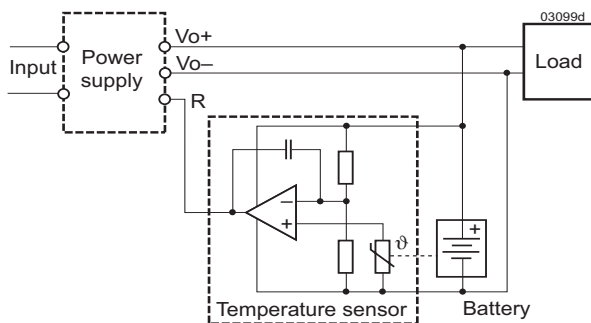 03099d
Vo+
Power supply
Input
Vo–
Load
R
–
+
ϑ
+
Temperature sensor
Battery